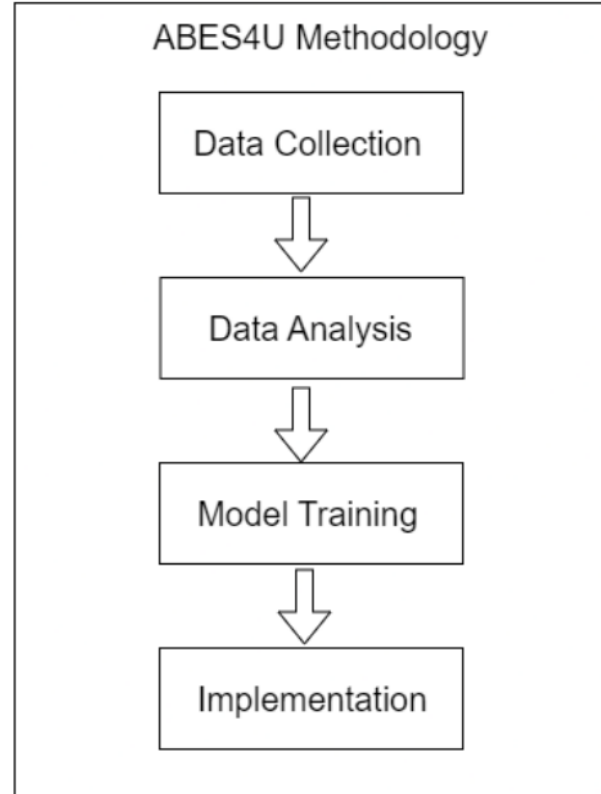 ABES4U Methodology
Data Collection
Data Analysis
Model Training
Implementation